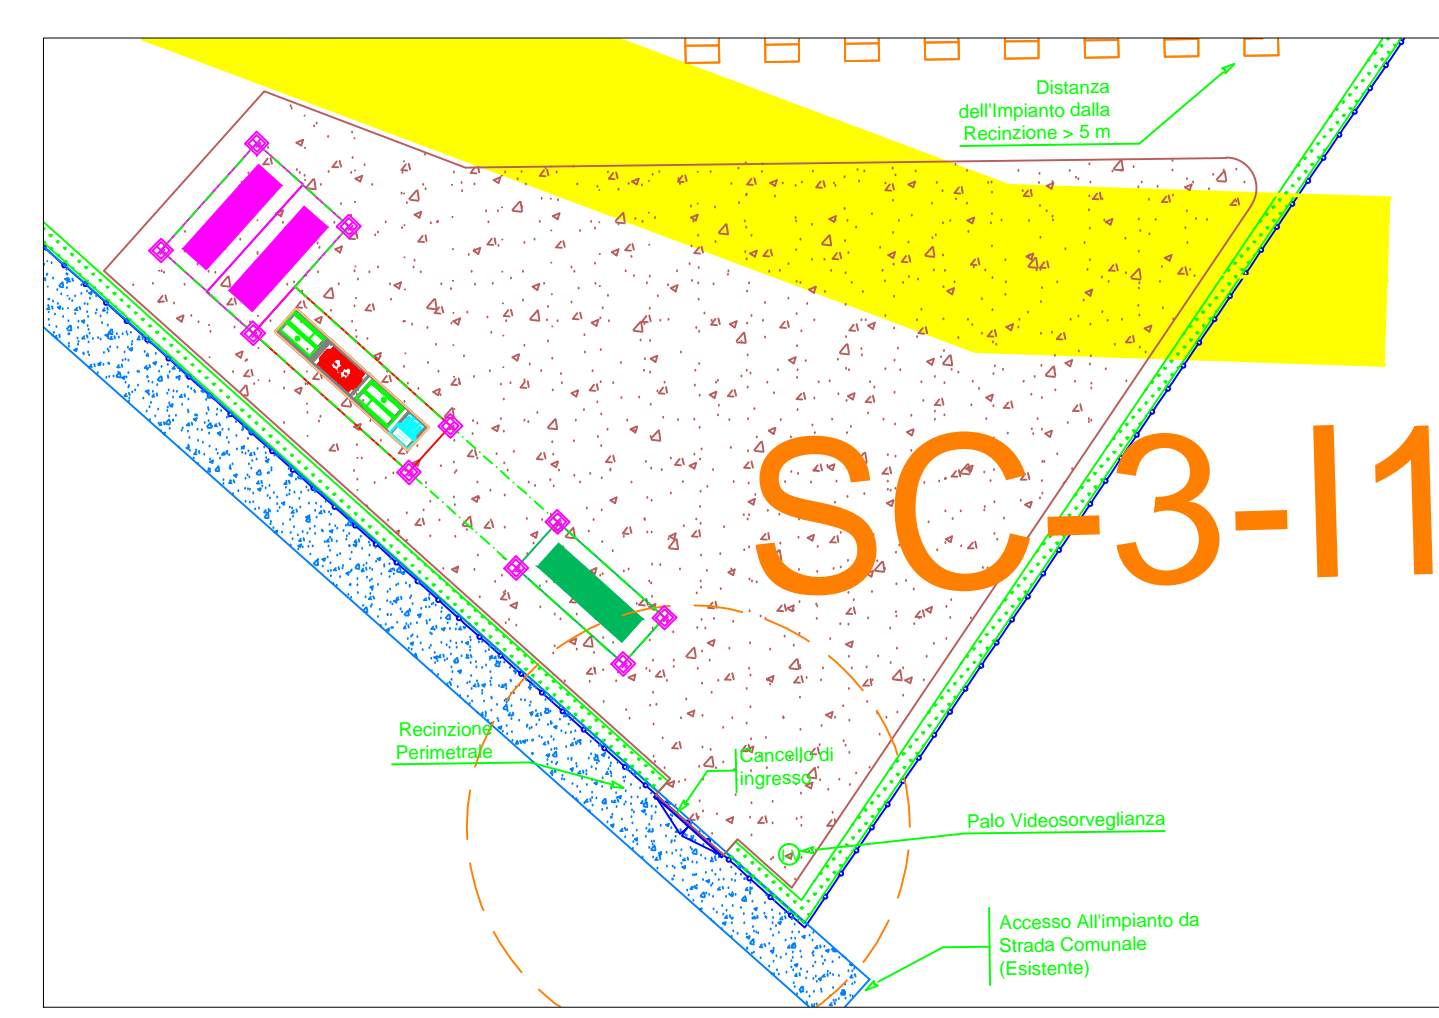 Distanza
dell'Impianto dalla
Recinzione > 5 m
SC-3-I1
Recinzione
Perimetrale
Cancello di
ingresso
Palo Videosorveglianza
Accesso All'impianto da
Strada Comunale
(Esistente)